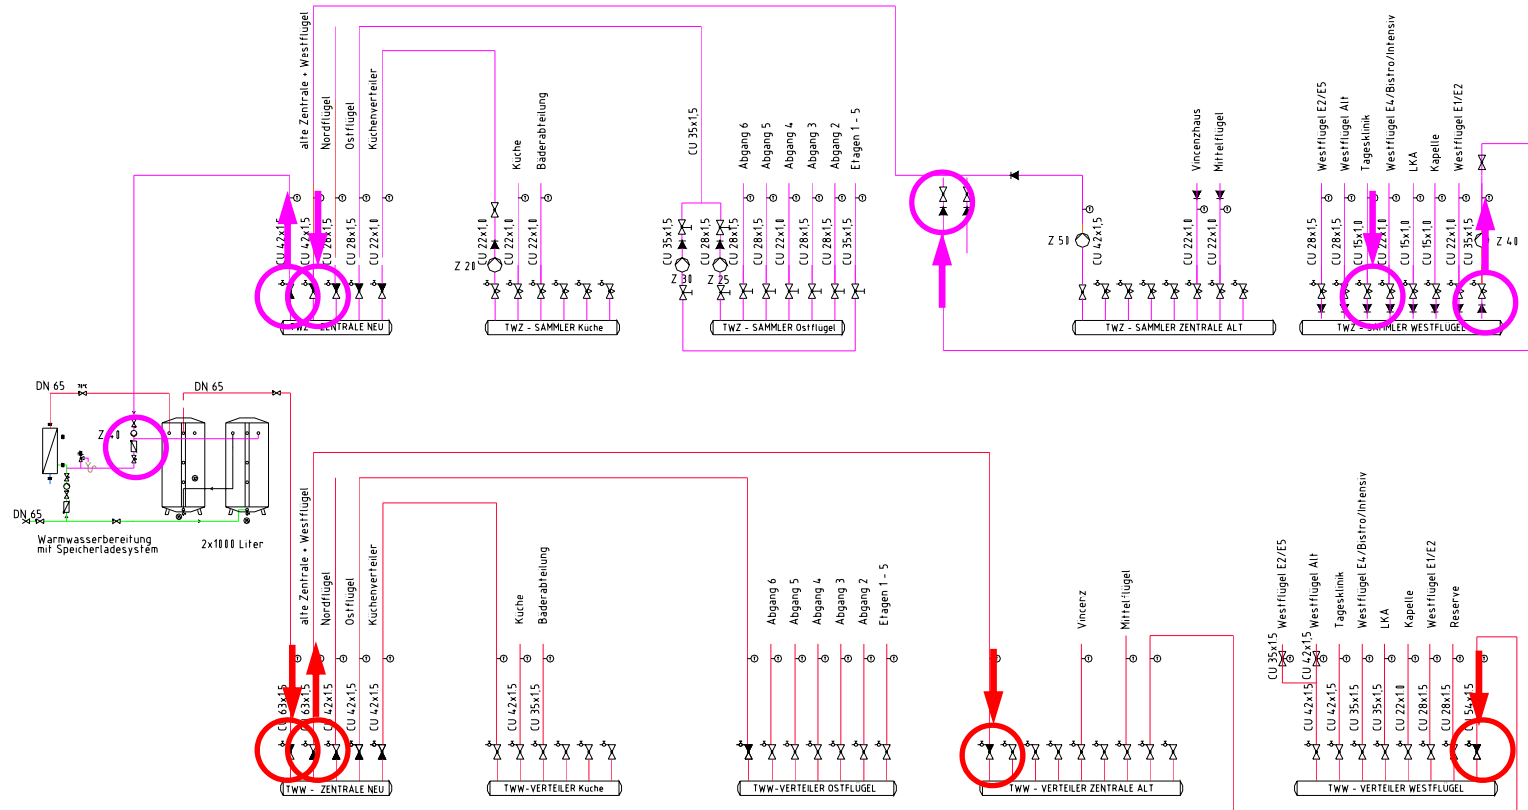 alte Zentrale + Westflügel
Nordflügel
Ostflügel
Küchenverteiler
CU 42x1,5
CU 42x1,5
CU 28x1,5
CU 28x1,5
CU 22x1,0
TWZ - ZENTRALE NEU
Z 20
CU 22x1,0
CU 22x1,0
CU 22x1,0
Küche
Bäderabteilung
TWZ - SAMMLER Küche
CU 35x1,5
CU 35x1,5
Z 30
CU 28x1,5
Z 25
CU 28x1,5
CU 28x1,5
CU 22x1,0
CU 28x1,5
CU 28x1,5
CU 35x1,5
Abgang 6
Abgang 5
Abgang 4
Abgang 3
Abgang 2
Etagen 1 - 5
TWZ - SAMMLER Ostflügel
Z 50
CU 42x1,5
CU 22x1,0
CU 22x1,0
Vincenzhaus
Mittelflügel
TWZ - SAMMLER ZENTRALE ALT
Westflügel E2/E5
Westflügel Alt
Tagesklinik
Westflügel E4/Bistro/Intensiv
LKA
Kapelle
Westflügel E1/E2
CU 28x1,5
CU 28x1,5
CU 15x1,0
CU 22x1,0
CU 15x1,0
CU 15x1,0
CU 22x1,0
CU 35x1,5
Z 40
TWZ - SAMMLER WESTFLÜGEL
DN 65
DN 65
Z 40
DN 65
Warmwasserbereitung
mit Speicherladesystem
2x1000 Liter
alte Zentrale + Westflügel
Nordflügel
Ostflügel
Küchenverteiler
CU 63x1,5
CU 63x1,5
CU 42x1,5
CU 42x1,5
CU 42x1,5
TWW - ZENTRALE NEU
Küche
Bäderabteilung
CU 42x1,5
CU 35x1,5
TWW-VERTEILER Küche
Abgang 6
Abgang 5
Abgang 4
Abgang 3
Abgang 2
Etagen 1 - 5
TWW-VERTEILER OSTFLÜGEL
Vincerz
Mittelflügel
TWW - VERTEILER ZENTRALE ALT
Westflügel E2/E5
Westflügel Alt
Tagesklinik
Westflügel E4/Bistro/Intensiv
LKA
Kapelle
Westflügel E1/E2
Reserve
CU 35x1,5
CU 42x1,5
CU 42x1,5
CU 42x1,5
CU 35x1,5
CU 35x1,5
CU 22x1,0
CU 28x1,5
CU 28x1,5
CU 54x1,5
TWW - VERTEILER WESTFLÜGEL